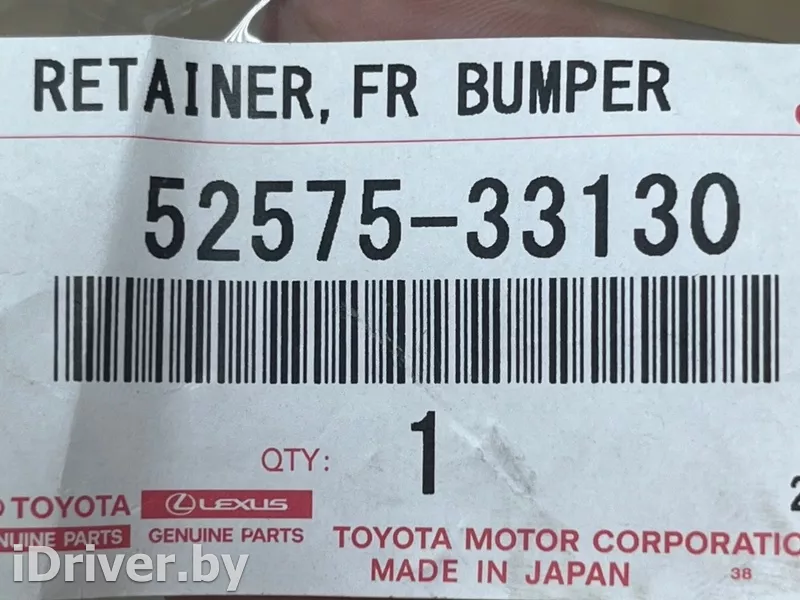 RETAINER, FR BUMPER
52575-33130
QTY: 1
TOYOTA
GENUINE PARTS
LEXUS
GENUINE PARTS
TOYOTA MOTOR CORPORATION
MADE IN JAPAN 38
iDriver.by